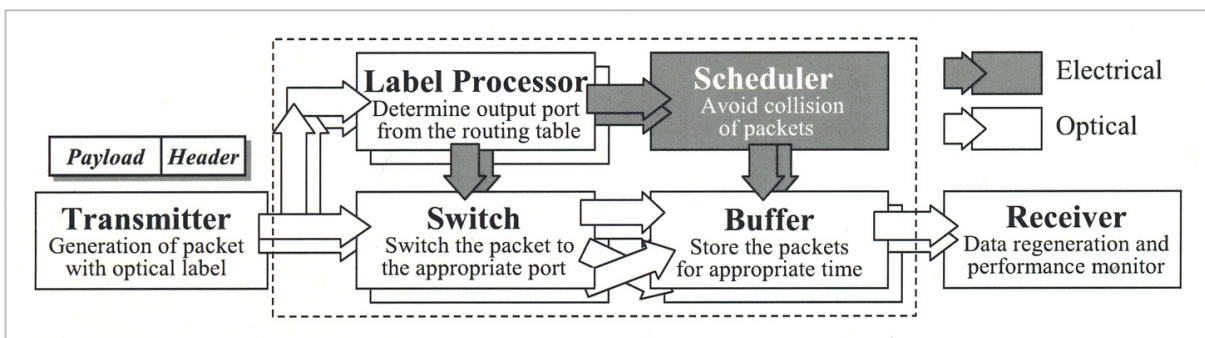 Label Processor
Determine output port
from the routing table
Scheduler
Avoid collision
of packets
Electrical
Optical
Payload Header
Transmitter
Generation of packet
with optical label
Switch
Switch the packet to
the appropriate port
Buffer
Store the packets
for appropriate time
Receiver
Data regeneration and
performance monitor